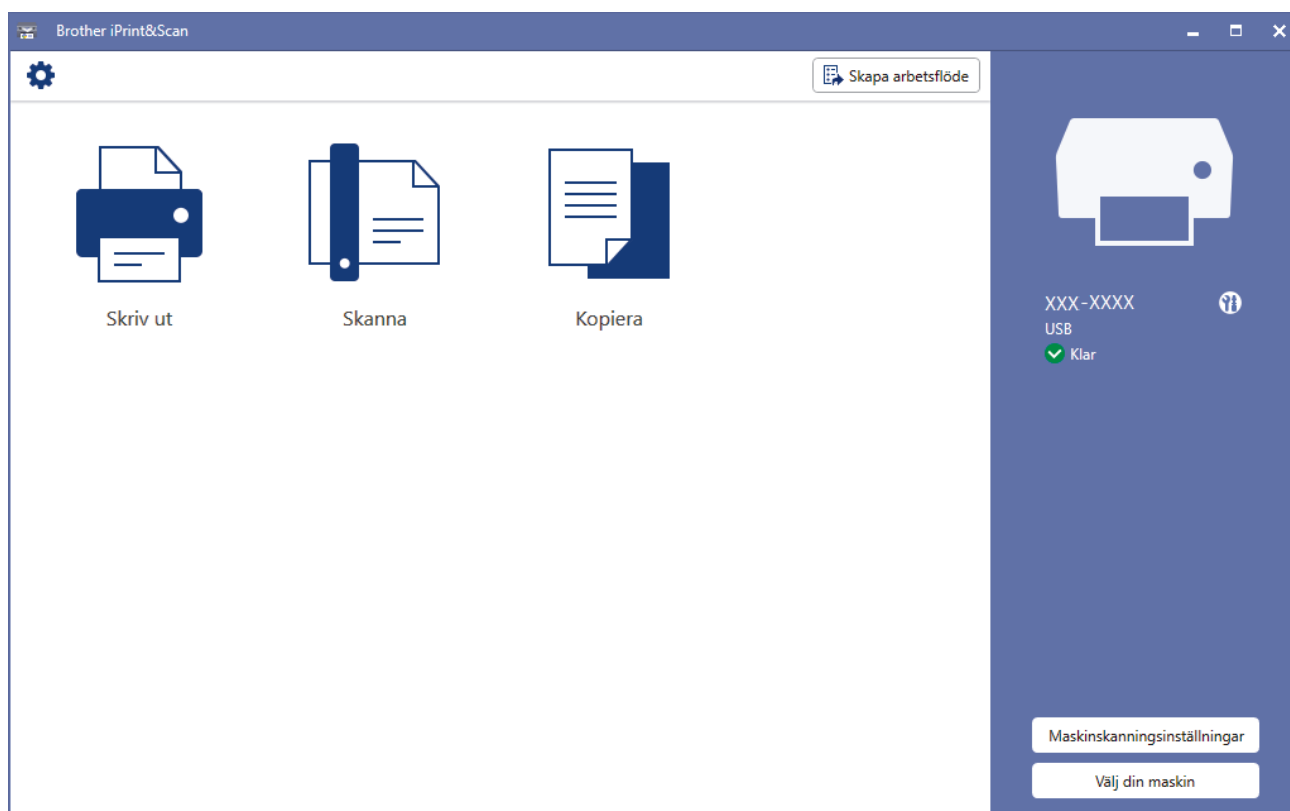 Brother iPrint&Scan
Skapa arbetsflöde
Skriv ut
Skanna
Kopiera
XXX-XXXX
USB
Klar
Maskinskanningsinställningar
Välj din maskin